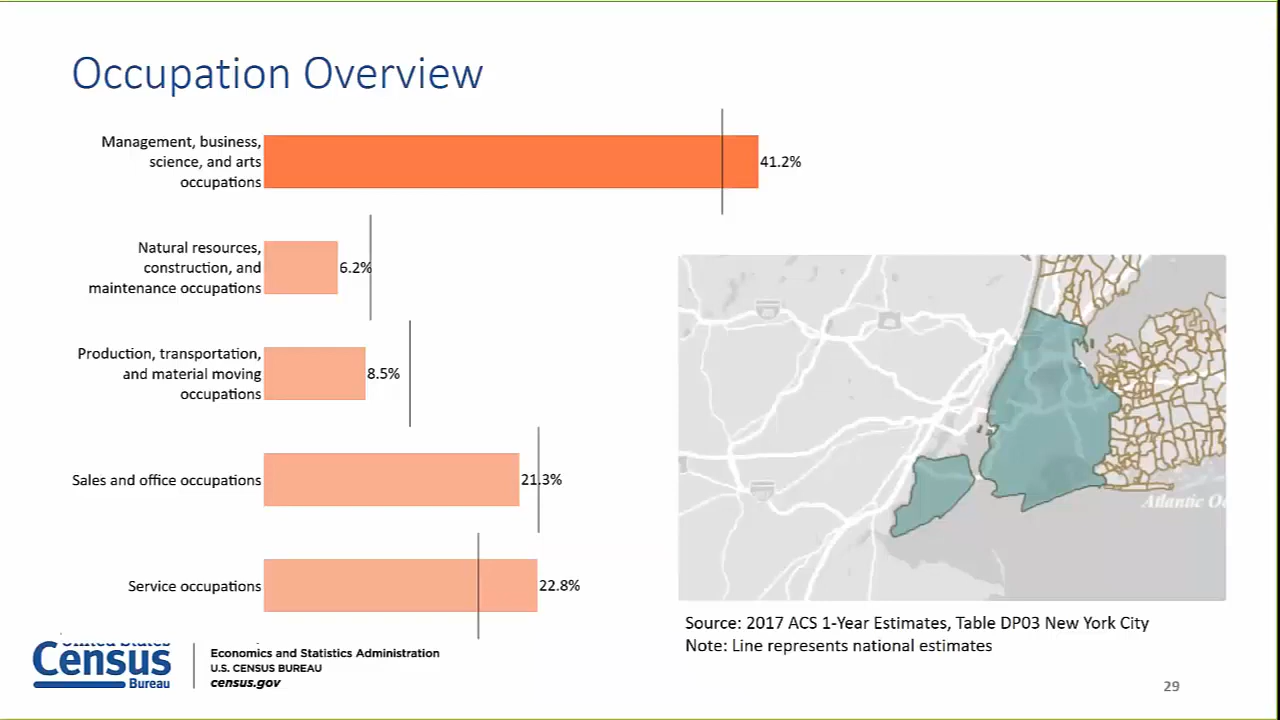 Occupation Overview
Management, business,
science, and arts
occupations
41.2%
Natural resources,
construction, and
maintenance occupations
6.2%
Production, transportation,
and material moving
occupations
8.5%
Sales and office occupations
21.3%
Service occupations
22.8%
Atlantic Oc
Source: 2017 ACS 1-Year Estimates, Table DP03 New York City
Note: Line represents national estimates
United States
Census
Bureau
Economics and Statistics Administration
U.S. CENSUS BUREAU
census.gov
29